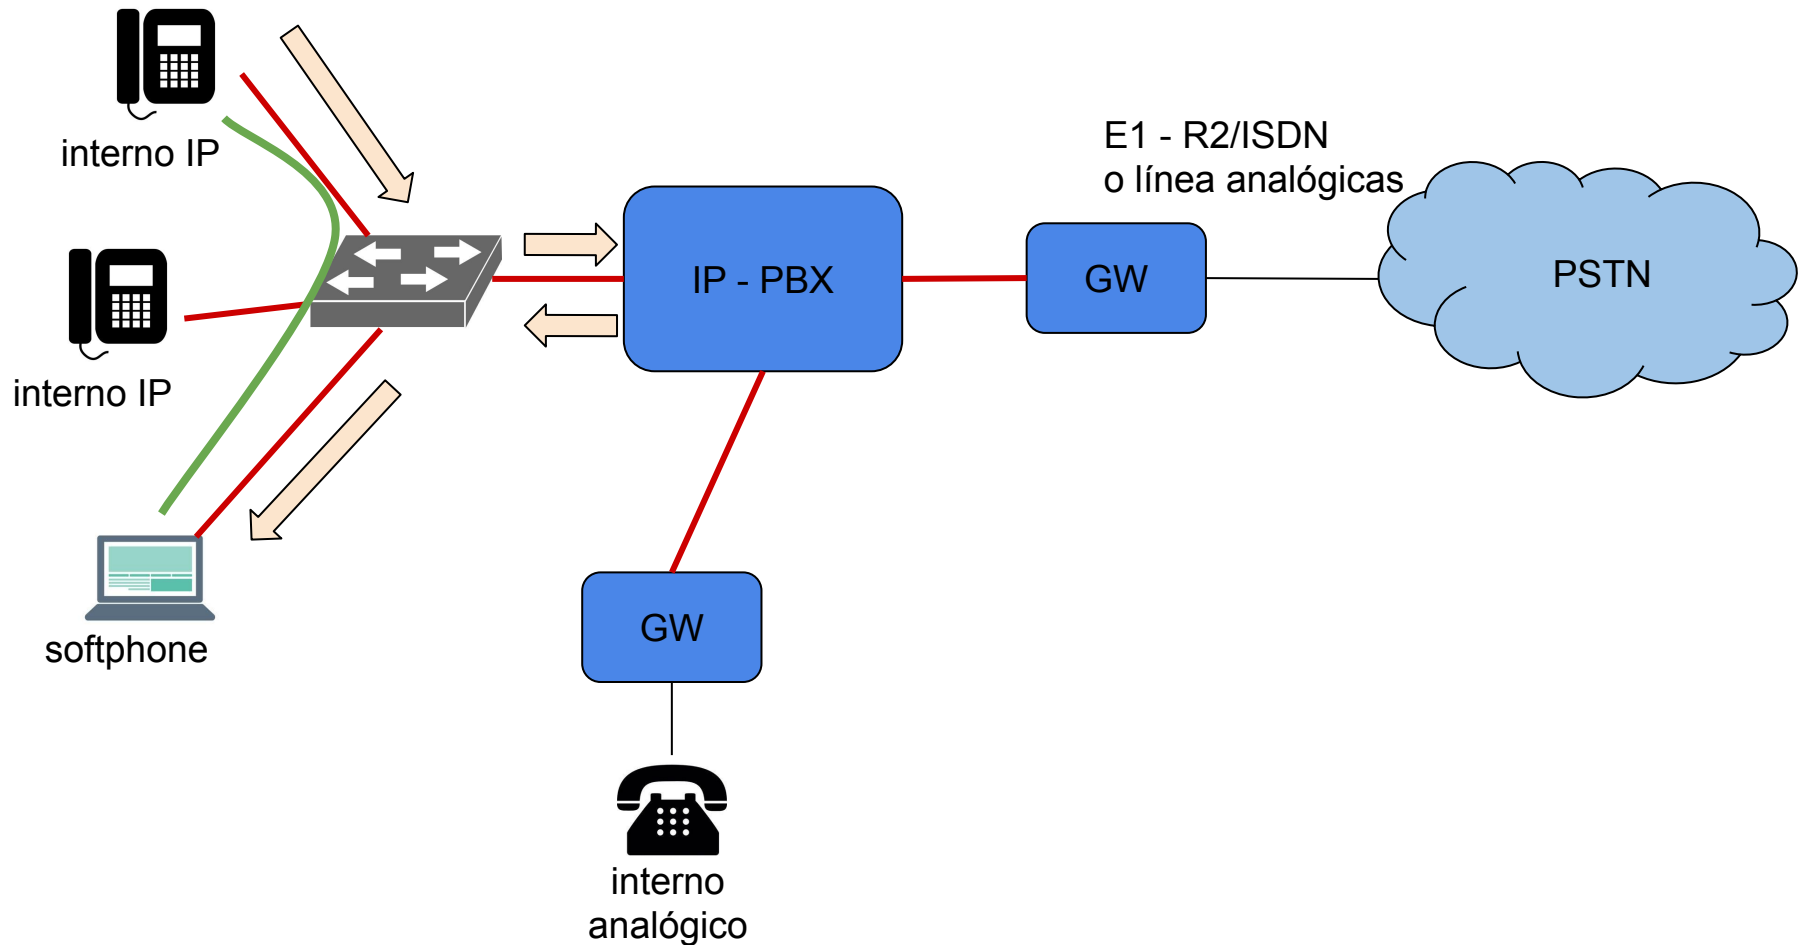 interno IP
E1 - R2/ISDN
o línea analógicas
IP - PBX
GW
PSTN
interno IP
softphone
GW
interno
analógico